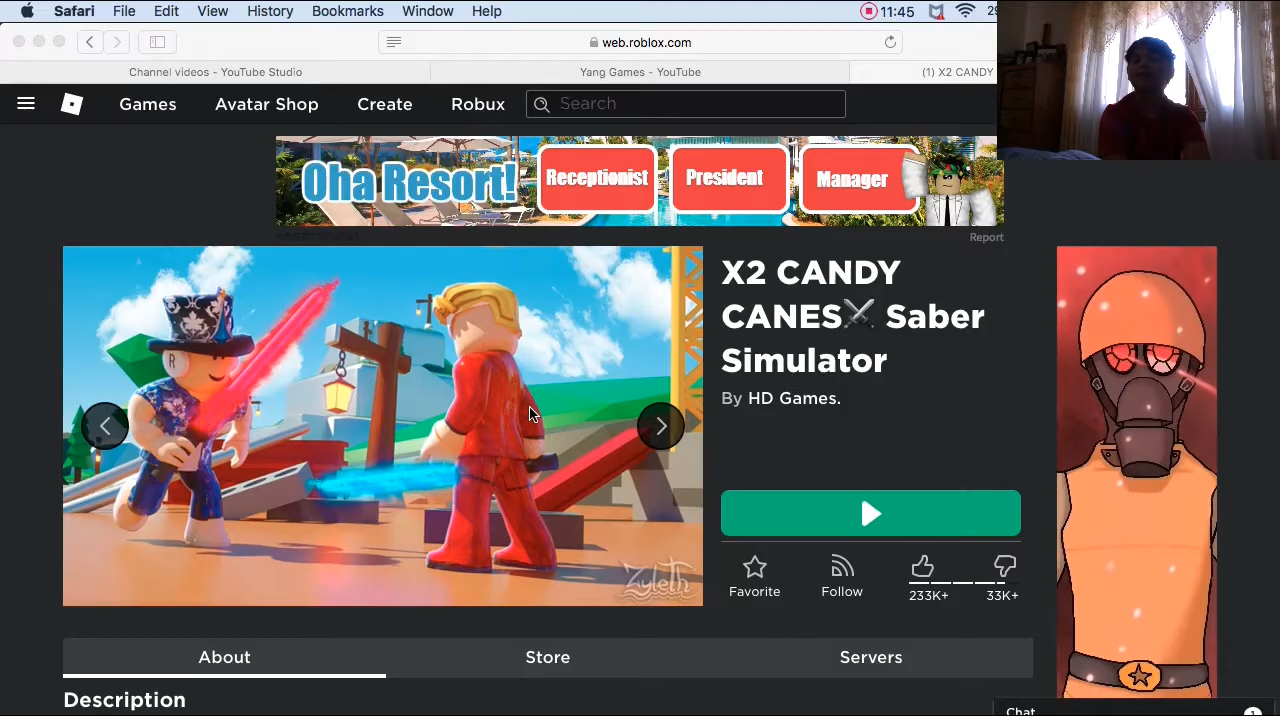 Safari File Edit View History Bookmarks Window Help 11:45
web.roblox.com
Channel videos - YouTube Studio Yang Games - YouTube (1) X2 CANDY
Games Avatar Shop Create Robux Search
Oha Resort! Receptionist President Manager
Report
X2 CANDY
CANES⚔ Saber
Simulator
By HD Games.
R
Zyleth
Favorite Follow 233K+ 33K+
About Store Servers
Description
Chat 1